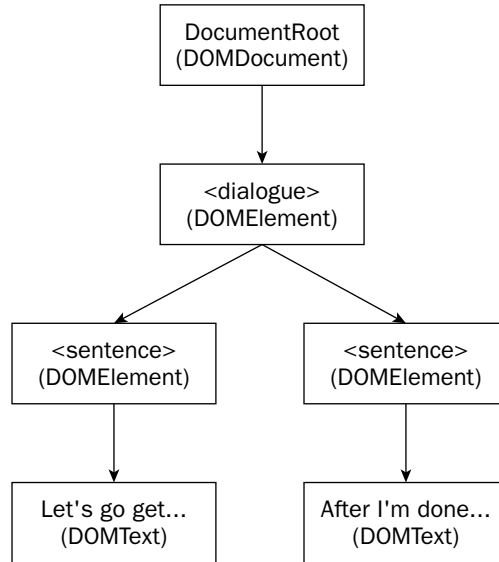 DocumentRoot
(DOMDocument)
<dialogue>
(DOMElement)
<sentence>
(DOMElement)
<sentence>
(DOMElement)
Let's go get...
(DOMText)
After I'm done...
(DOMText)